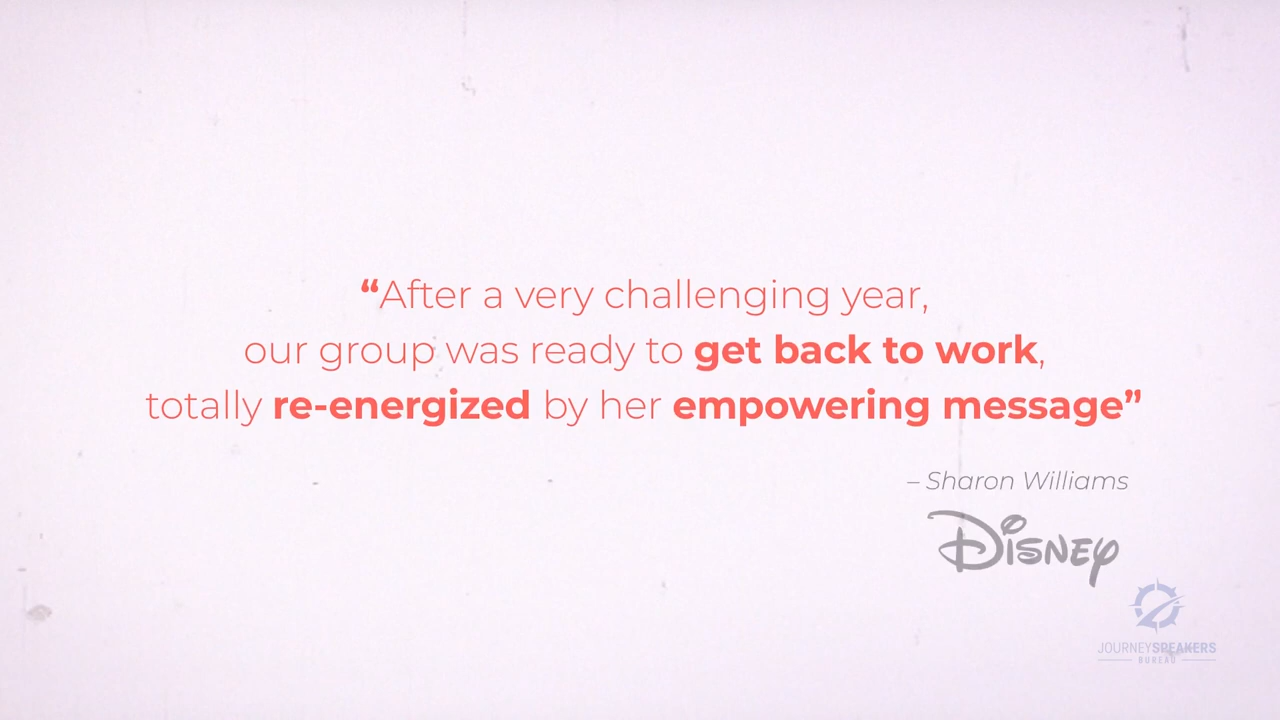 “After a very challenging year,
our group was ready to get back to work,
totally re-energized by her empowering message”
– Sharon Williams
Disney
JOURNEYSPEAKERS
BUREAU